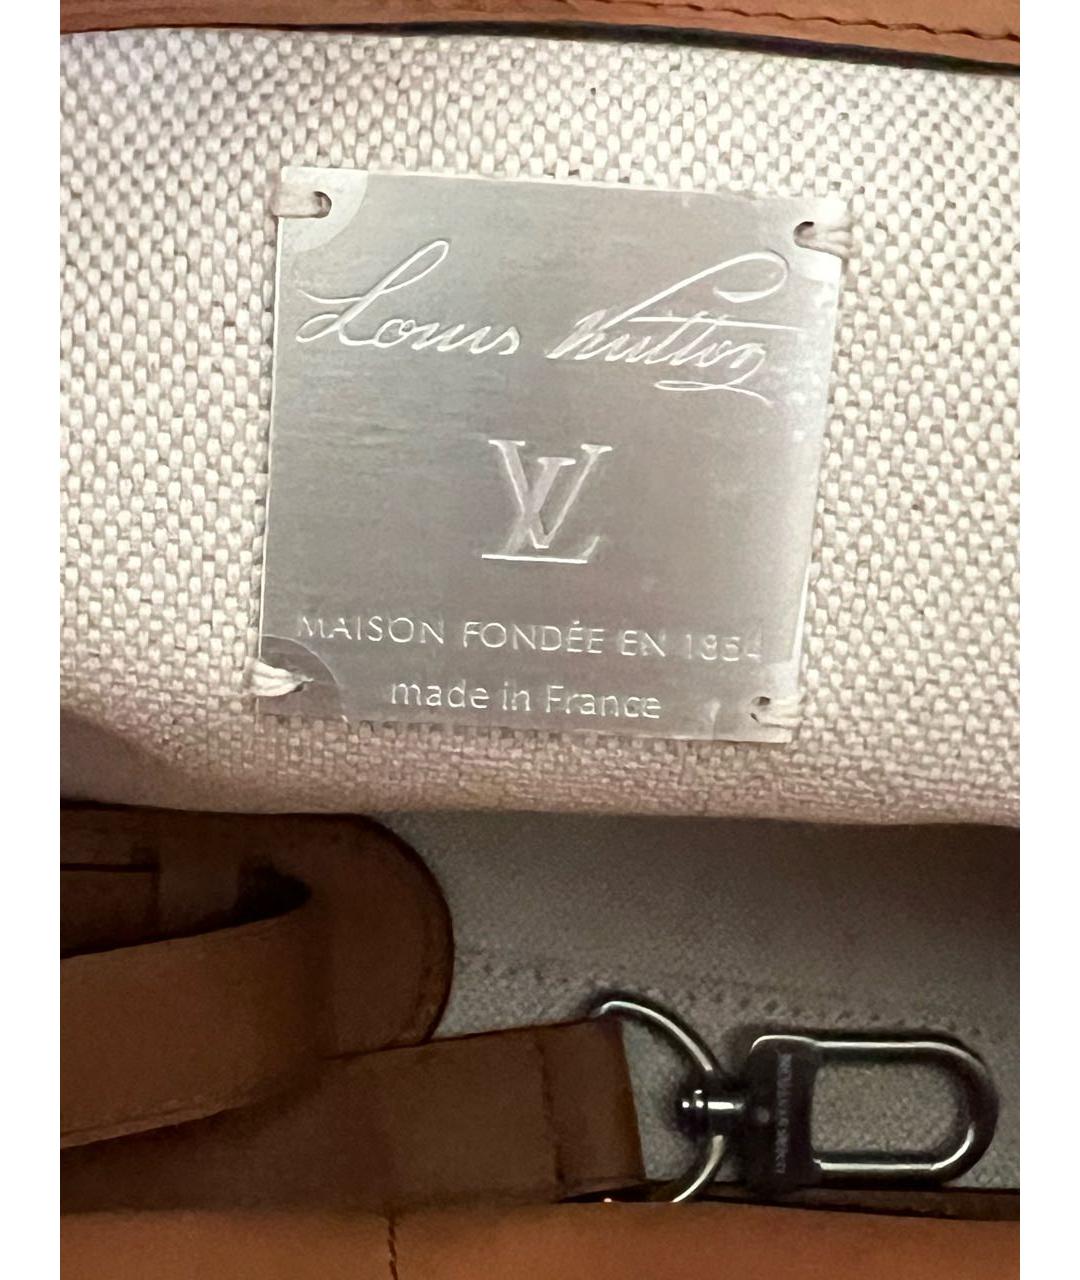 Louis Vuitton
LV
MAISON FONDÉE EN 1854
made in France